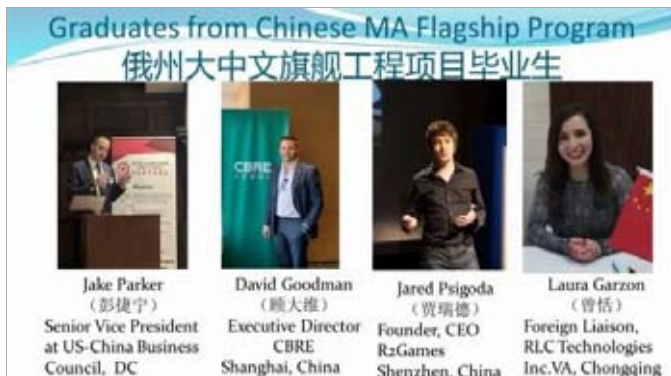 Graduates from Chinese MA Flagship Program
俄州大中文旗舰工程项目毕业生
CBRE
Jake Parker
（彭捷宁）
Senior Vice President
at US-China Business
Council, DC
David Goodman
（顾大维）
Executive Director
CBRE
Shanghai, China
Jared Psigoda
（贾瑞德）
Founder, CEO
R2Games
Shenzhen, China
Laura Garzon
（曾恬）
Foreign Liaison,
RLC Technologies
Inc.VA, Chongqing